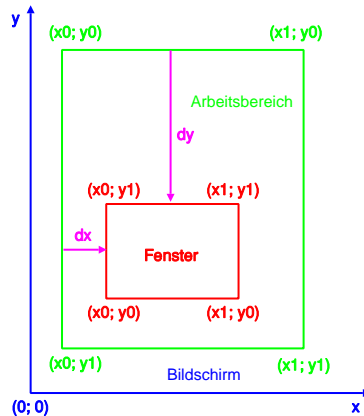 y
(x0; y0) (x1; y0)
Arbeitsbereich
dy
(x0; y1) (x1; y1)
dx
Fenster
(x0; y0) (x1; y0)
(x0; y1) (x1; y1)
Bildschirm
(0; 0) x